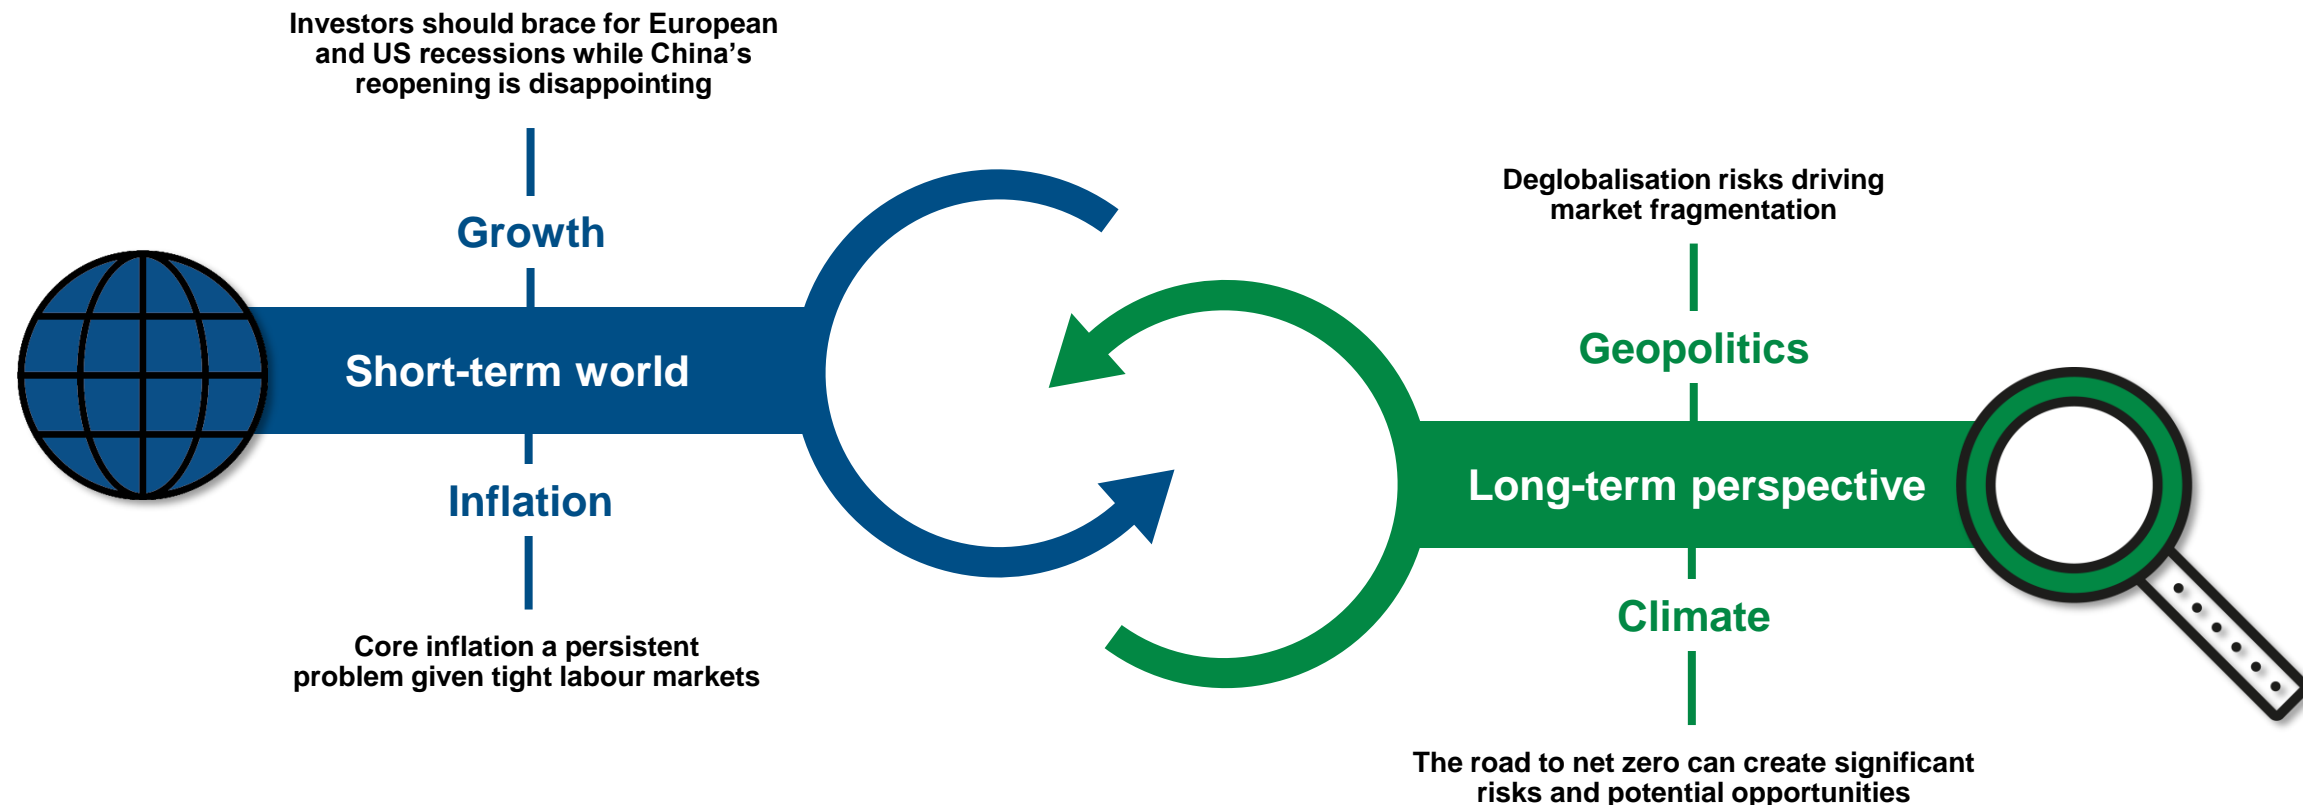 Investors should brace for European
and US recessions while China’s
reopening is disappointing
Growth
Short-term world
Inflation
Core inflation a persistent
problem given tight labour markets
Deglobalisation risks driving
market fragmentation
Geopolitics
Long-term perspective
Climate
The road to net zero can create significant
risks and potential opportunities